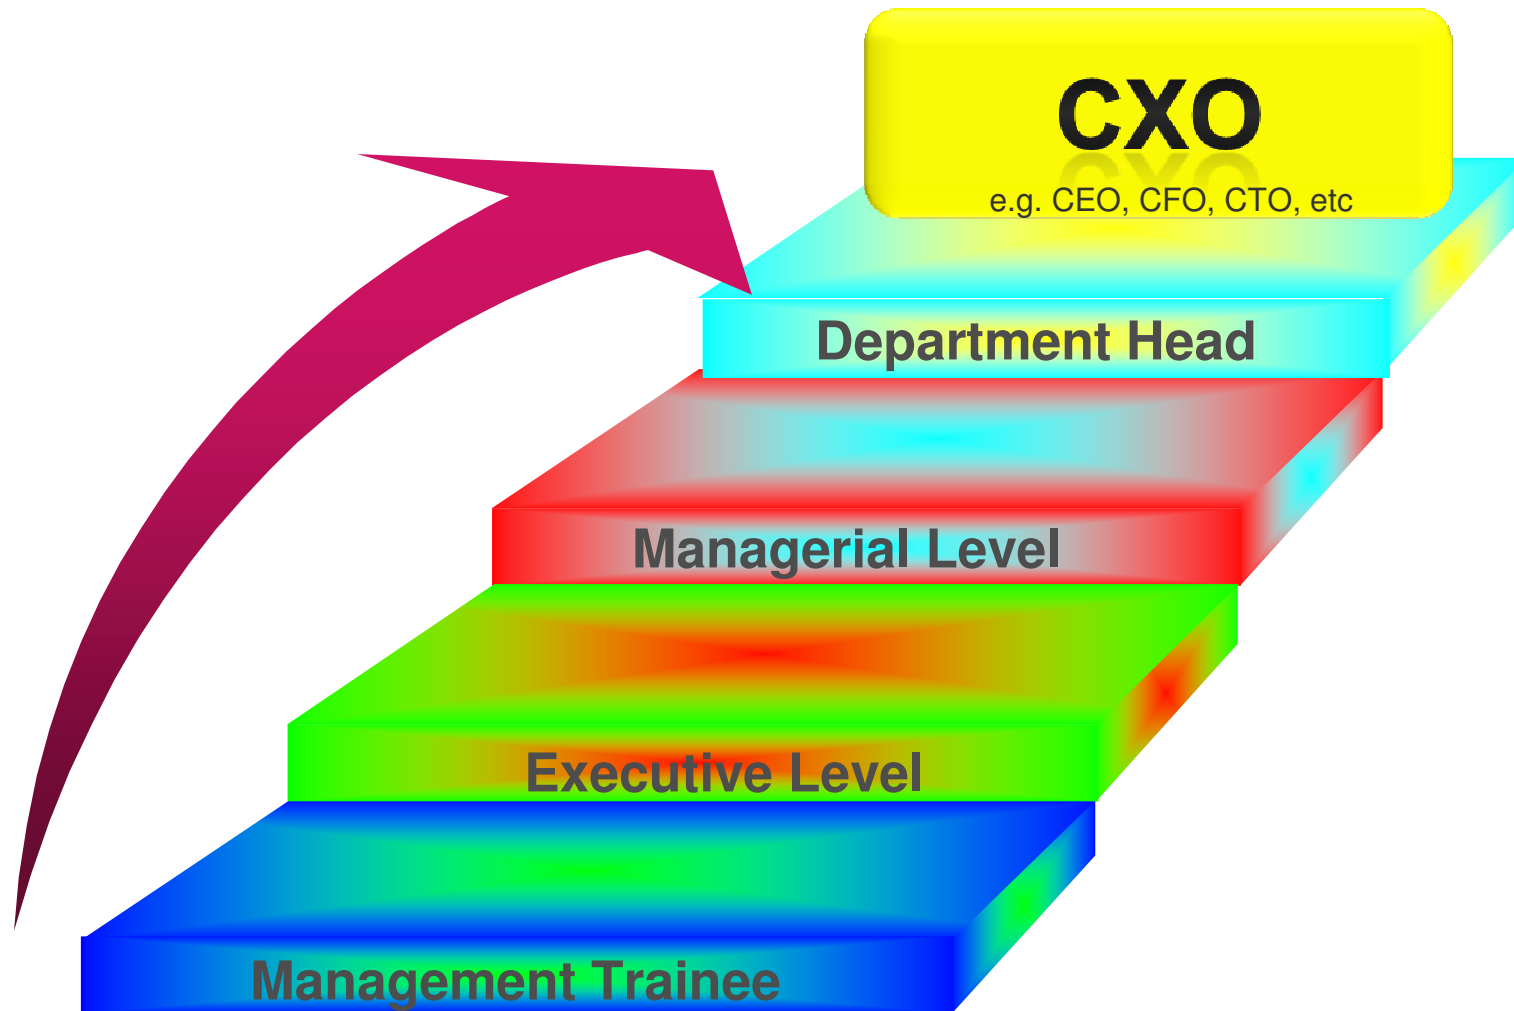 CXO
e.g. CEO, CFO, CTO, etc
Department Head
Managerial Level
Executive Level
Management Trainee